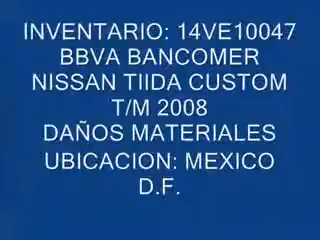 INVENTARIO: 14VE10047
BBVA BANCOMER
NISSAN TIIDA CUSTOM
T/M 2008
DAÑOS MATERIALES
UBICACION: MEXICO
D.F.